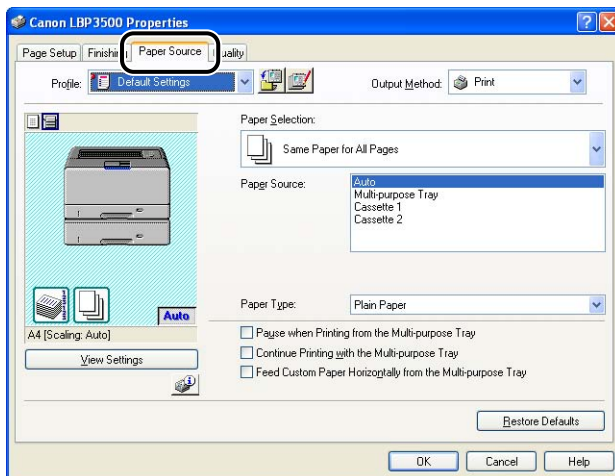 Canon LBP3500 Properties
Page Setup Finishing Paper Source Quality
Profile: Default Settings Output Method: Print
Paper Selection:
Same Paper for All Pages
Paper Source: Auto
Multi-purpose Tray
Cassette 1
Cassette 2
Auto
Paper Type: Plain Paper
A4 [Scaling: Auto]
Pause when Printing from the Multi-purpose Tray
View Settings
Continue Printing with the Multi-purpose Tray
Feed Custom Paper Horizontally from the Multi-purpose Tray
Restore Defaults
OK Cancel Help